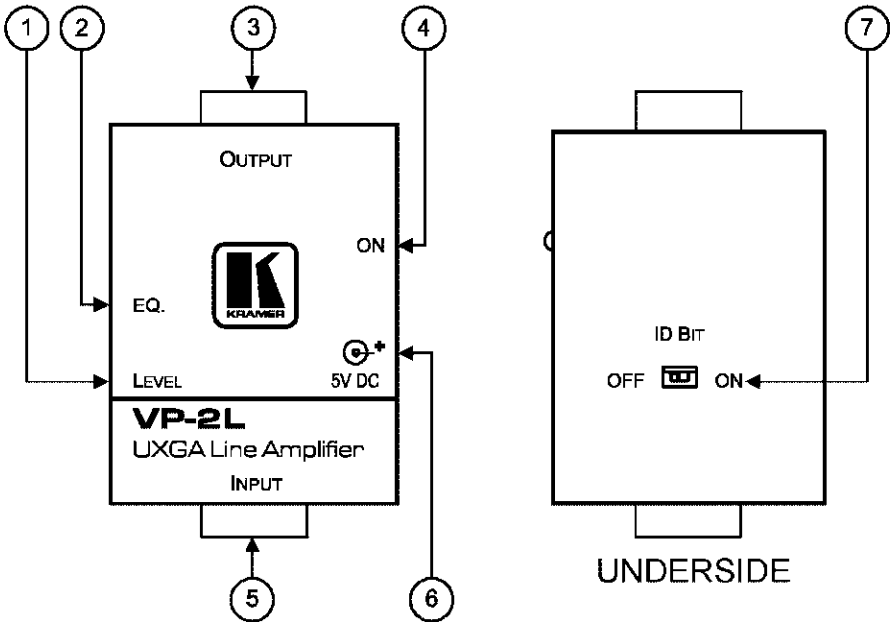 1 2 3 4 7
OUTPUT
ON
KRAMER
EQ.
+
LEVEL 5V DC
VP-2L
UXGA Line Amplifier
INPUT
5 6
ID BIT
OFF ON
UNDERSIDE